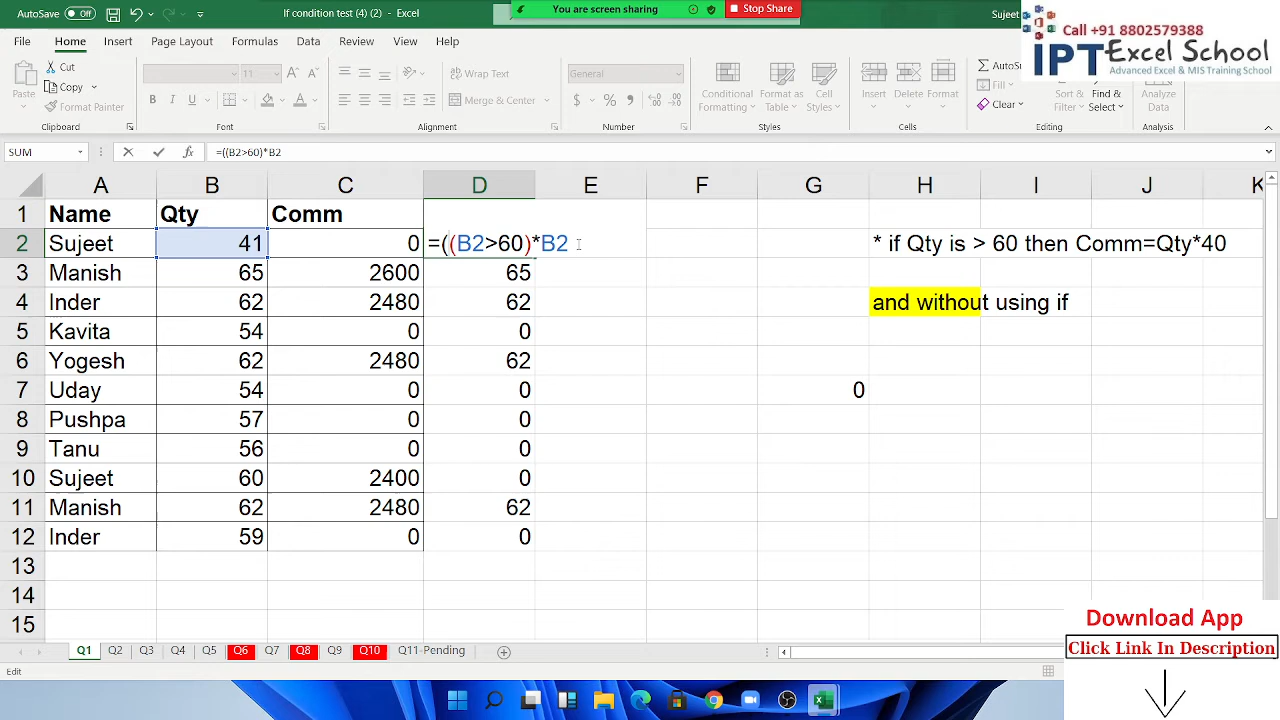 AutoSave Off
If condition test (4) (2) - Excel
You are screen sharing
Stop Share
Sujeet
Call +91 8802579388
IPT Excel School
Advanced Excel & MIS Training School
File Home Insert Page Layout Formulas Data Review View Help
Paste
Cut
Copy
Format Painter
Clipboard
B I U
Font
Wrap Text
Merge & Center
Alignment
General
$ % ,
Number
Conditional Formatting
Format as Table
Cell Styles
Styles
Insert Delete Format
Cells
AutoS
Fill
Clear
Sort & Filter
Find & Select
Editing
Analyze Data
Analysis
SUM
fx
=((B2>60)*B2
A B C D E F G H I J K
1 Name Qty Comm
2 Sujeet 41 0 =((B2>60)*B2 * if Qty is > 60 then Comm=Qty*40
3 Manish 65 2600 65
4 Inder 62 2480 62 and without using if
5 Kavita 54 0 0
6 Yogesh 62 2480 62
7 Uday 54 0 0 0
8 Pushpa 57 0 0
9 Tanu 56 0 0
10 Sujeet 60 2400 0
11 Manish 62 2480 62
12 Inder 59 0 0
13
14
15
Download App
Click Link In Description
Q1 Q2 Q3 Q4 Q5 Q6 Q7 Q8 Q9 Q10 Q11-Pending
Edit